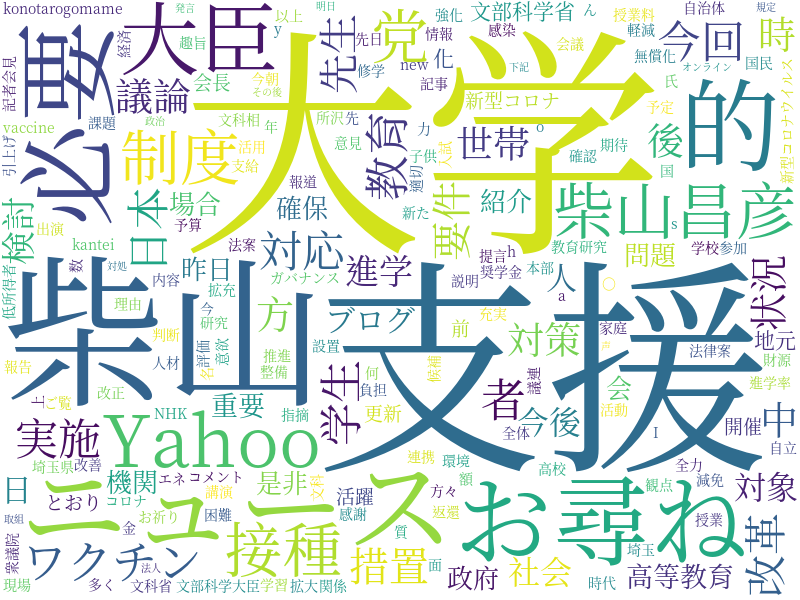 konotarogomame
発言
明日
自治体
規定
記者会見
経済
大臣
趣旨
以上
y
先生
先日
党
情報
強化
化
文部科学省
感染
ん
授業料
軽減
会議
今回
無償化
時
必要
会長
今朝
その後
修学
new
記事
下記
オンライン
国民
議論
文科相
年
所沢
先
大学
新型コロナ
氏
予定
的
新型コロナウイルス
vaccine
課題
政治
活用
支給
意見
力
o
引上げ
制度
教育
適切
子供
入試
世帯
確認
期待
後
国
検討
日本
場合
報道
確保
新た
要件
紹介
s
柴山昌彦
出演
予算
kantei
法案
対応
提言
h
教育研究
学校
参加
低所得者
数
対処
昨日
ガバナンス
進学
奨学金
本部
問題
内容
拡充
説明
人
a
〇
状況
柴山
支援
理由
今
方
ブログ
前
充実
家庭
声
対策
地元
判断
研究
評価
意欲
推進
整備
設置
何
負担
候補
議連
法律案
財源
報告
人材
名
者
会
進学率
上
ご覧
改正
NHK
重要
指摘
学生
更新
今後
活動
中
開催
I
自立
実施
Yahoo
全体
埼玉県
改善
エネ
コメント
是非
連携
環境
高校
全力
観点
減免
対象
日
とおり
機関
コロナ
講演
文科
活躍
額
方々
ニュース
お尋ね
お祈り
困難
感謝
返還
質
授業
改革
取組
衆議院
ワクチン
金
接種
措置
面
政府
社会
埼玉
高等教育
現場
多く
文科省
法人
文部科学大臣
学習
拡大
関係
時代